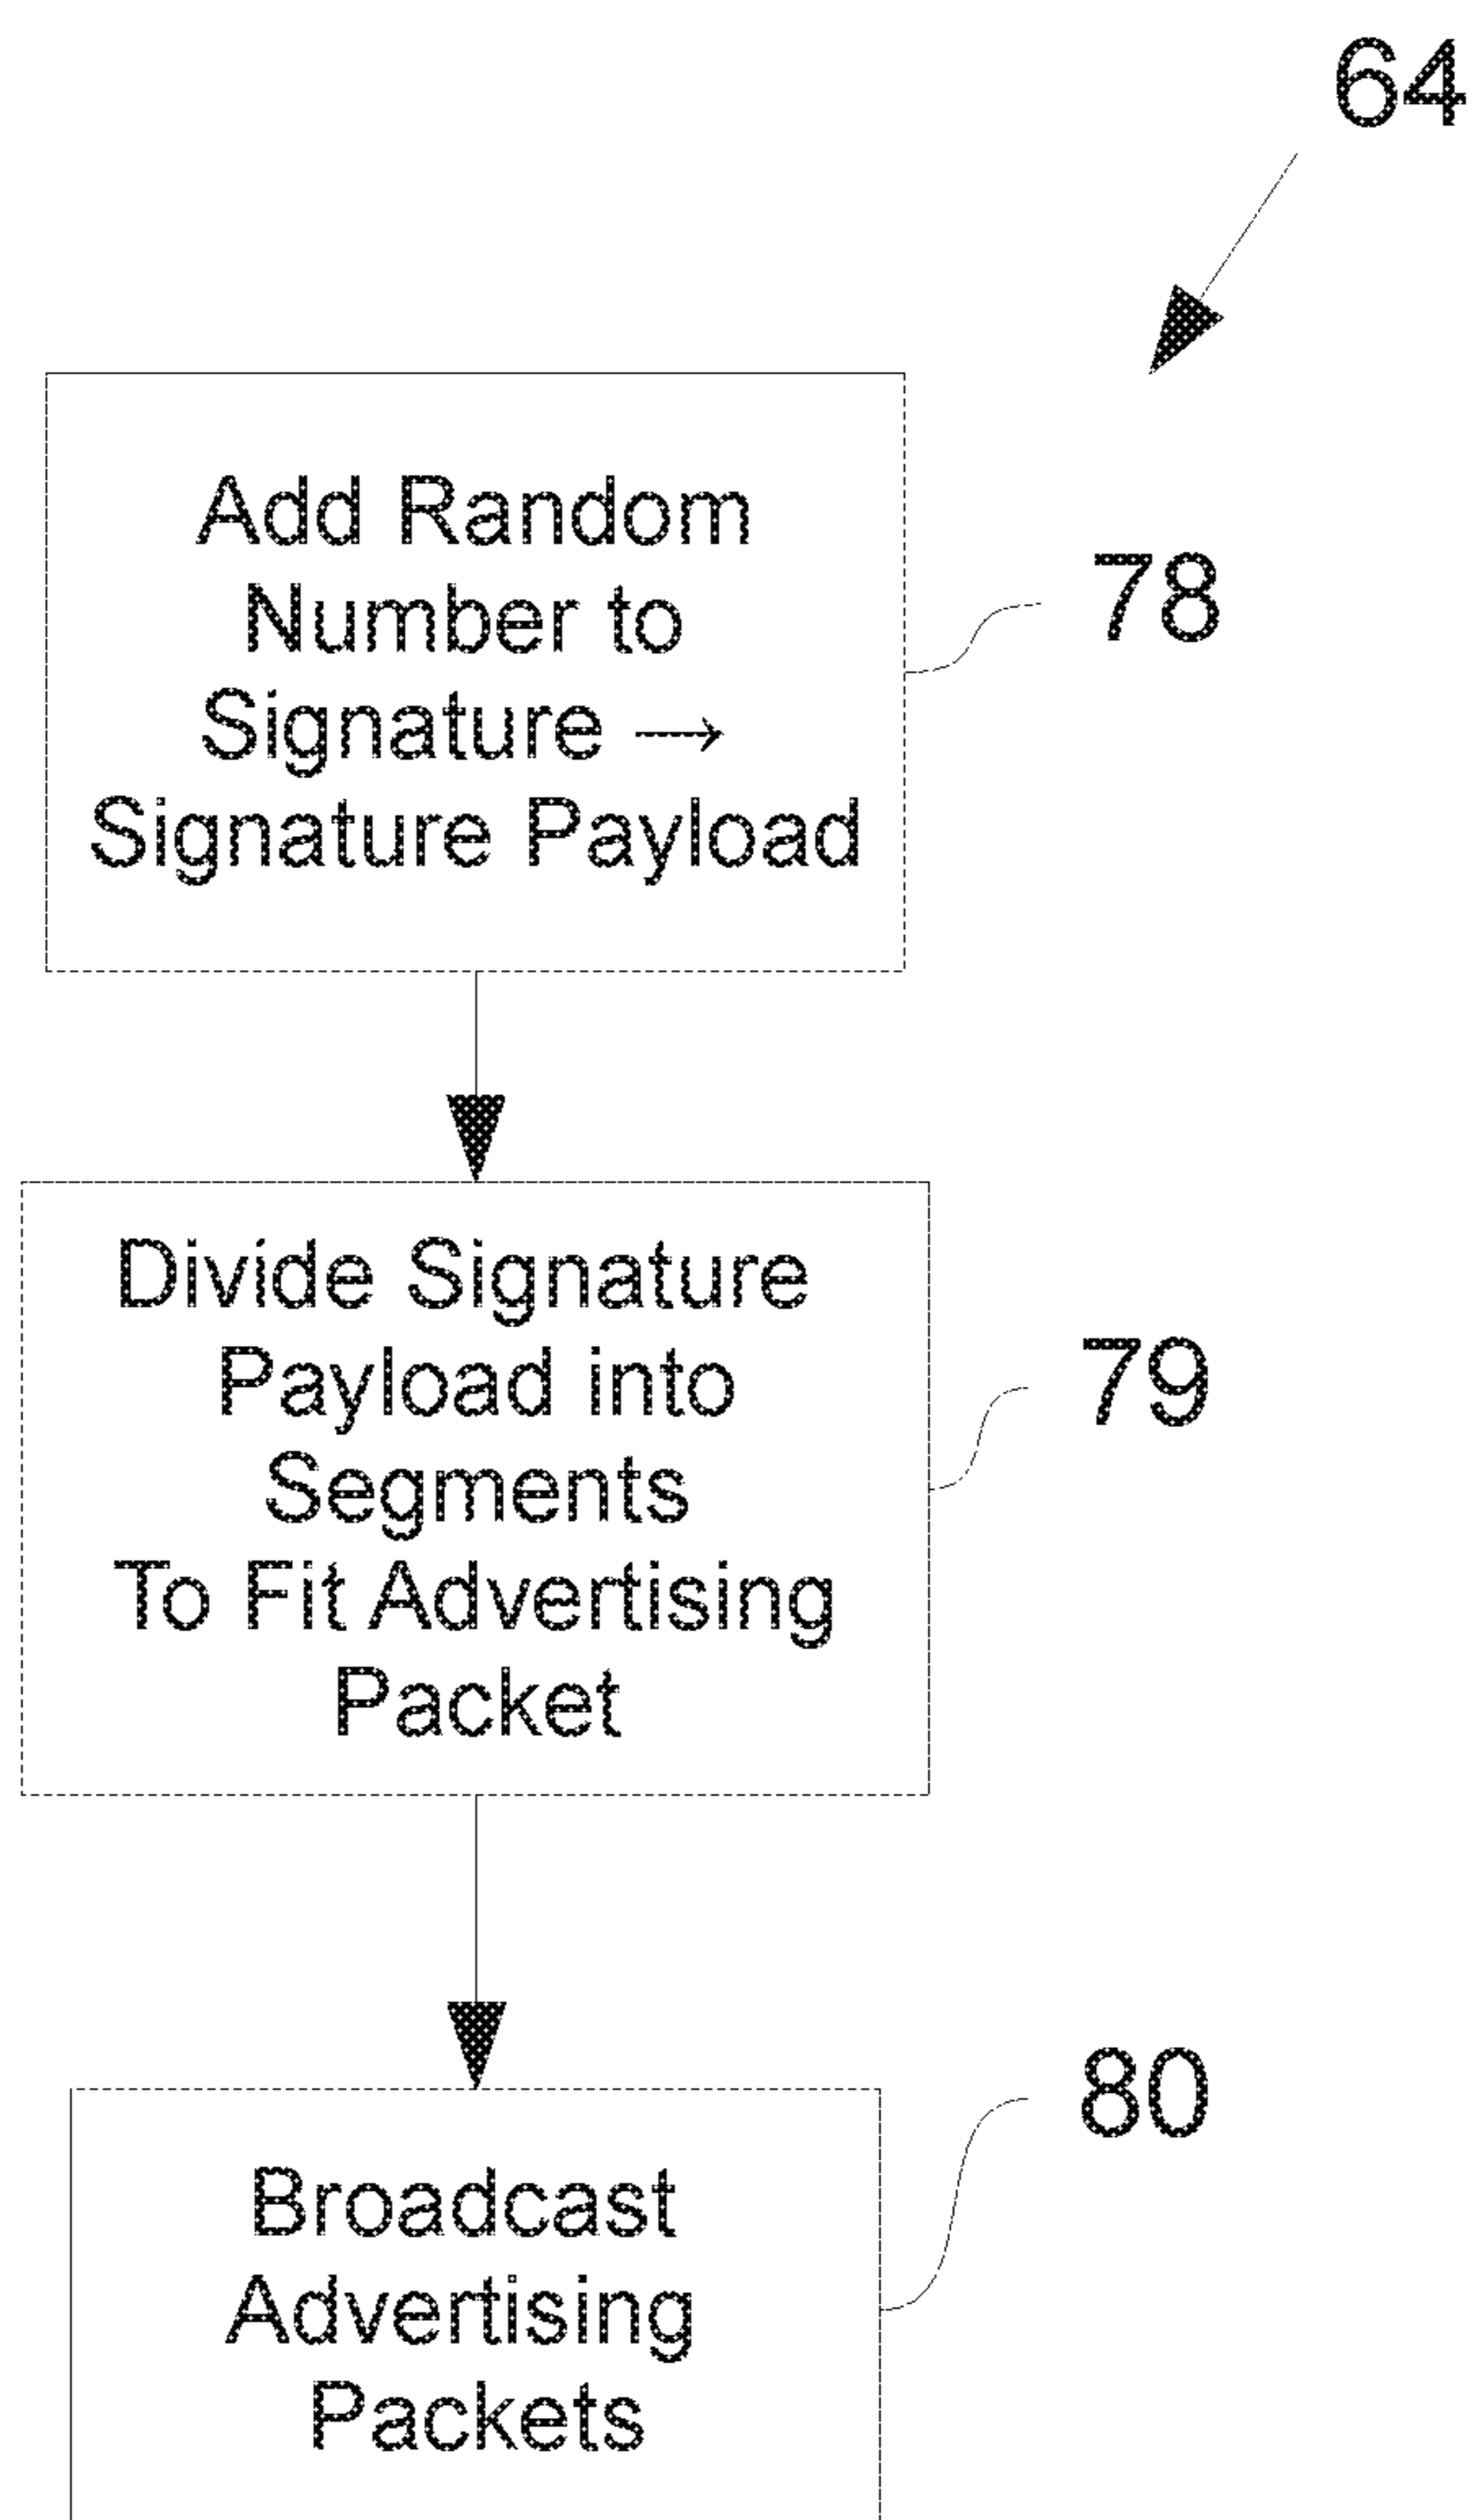 64
Add Random
Number to
Signature →
Signature Payload
78
Divide Signature
Payload into
Segments
To Fit Advertising
Packet
79
Broadcast
Advertising
Packets
80